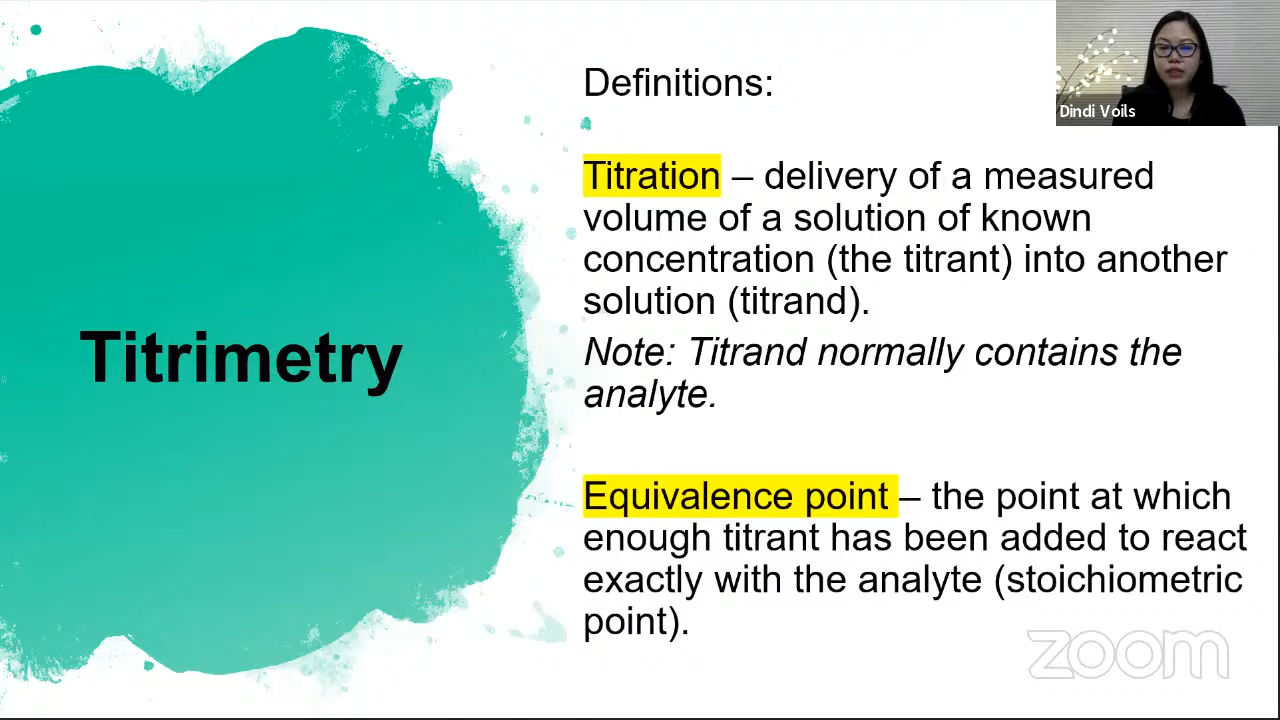 Titrimetry
Definitions:
Titration – delivery of a measured
volume of a solution of known
concentration (the titrant) into another
solution (titrand).
Note: Titrand normally contains the
analyte.
Equivalence point – the point at which
enough titrant has been added to react
exactly with the analyte (stoichiometric
point).
Dindi Voils
zoom